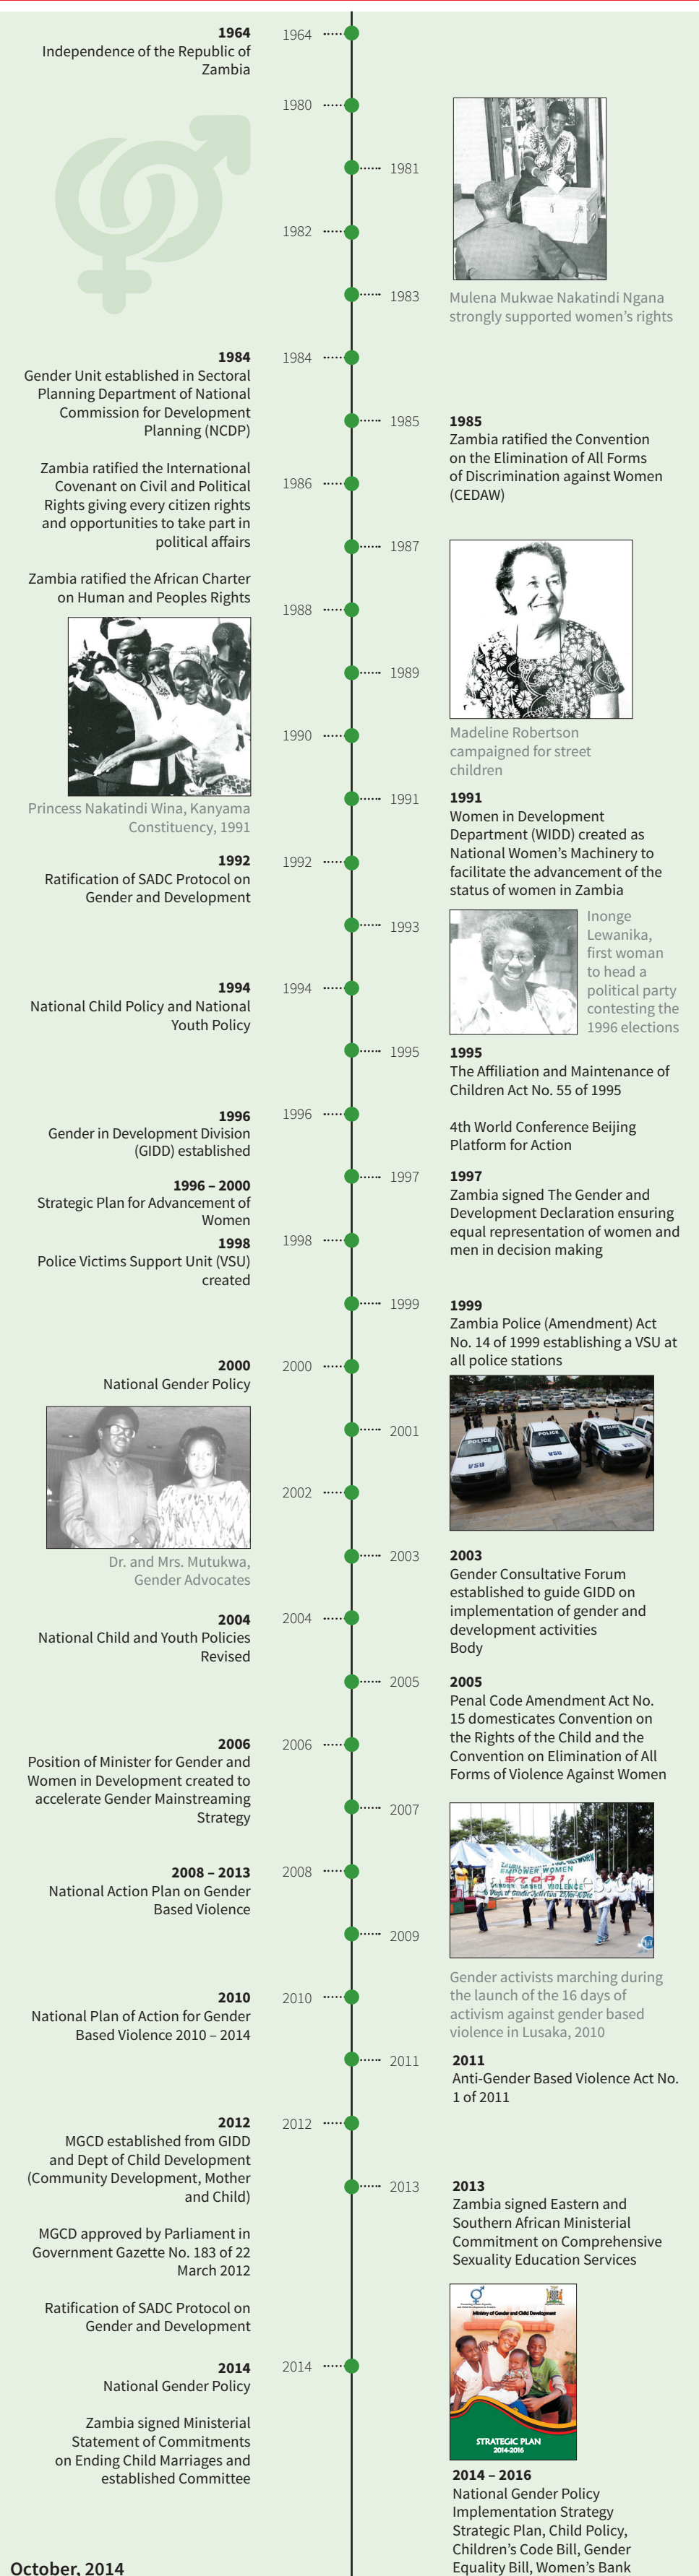 1964
Independence of the Republic of
Zambia
1964
1980
1981
1982
1983
Mulena Mukwae Nakatindi Ngana
strongly supported women's rights
1984
Gender Unit established in Sectoral
Planning Department of National
Commission for Development
Planning (NCDP)
Zambia ratified the International
Covenant on Civil and Political
Rights giving every citizen rights
and opportunities to take part in
political affairs
Zambia ratified the African Charter
on Human and Peoples Rights
1984
1985
1985
Zambia ratified the Convention
on the Elimination of All Forms
of Discrimination against Women
(CEDAW)
1986
1987
1988
1989
Madeline Robertson
campaigned for street
children
1990
Princess Nakatindi Wina, Kanyama
Constituency, 1991
1991
1991
Women in Development
Department (WIDD) created as
National Women's Machinery to
facilitate the advancement of the
status of women in Zambia
1992
Ratification of SADC Protocol on
Gender and Development
1992
1993
Inonge
Lewanika,
first woman
to head a
political party
contesting the
1996 elections
1994
National Child Policy and National
Youth Policy
1994
1995
1995
The Affiliation and Maintenance of
Children Act No. 55 of 1995
4th World Conference Beijing
Platform for Action
1996
Gender in Development Division
(GIDD) established
1996
1996 – 2000
Strategic Plan for Advancement of
Women
1997
1997
Zambia signed The Gender and
Development Declaration ensuring
equal representation of women and
men in decision making
1998
Police Victims Support Unit (VSU)
created
1998
1999
1999
Zambia Police (Amendment) Act
No. 14 of 1999 establishing a VSU at
all police stations
2000
National Gender Policy
2000
POLICE
VSU
POLICE
VSU
POLICE
VSU
2001
2002
Dr. and Mrs. Mutukwa,
Gender Advocates
2003
2003
Gender Consultative Forum
established to guide GIDD on
implementation of gender and
development activities
Body
2004
National Child and Youth Policies
Revised
2004
2005
2005
Penal Code Amendment Act No.
15 domesticates Convention on
the Rights of the Child and the
Convention on Elimination of All
Forms of Violence Against Women
2006
Position of Minister for Gender and
Women in Development created to
accelerate Gender Mainstreaming
Strategy
2006
2007
EMPOWER WOMEN
STOP!
GENDER BASED VIOLENCE
2008 – 2013
National Action Plan on Gender
Based Violence
2008
2009
Gender activists marching during
the launch of the 16 days of
activism against gender based
violence in Lusaka, 2010
2010
National Plan of Action for Gender
Based Violence 2010 – 2014
2010
2011
2011
Anti-Gender Based Violence Act No.
1 of 2011
2012
MGCD established from GIDD
and Dept of Child Development
(Community Development, Mother
and Child)
MGCD approved by Parliament in
Government Gazette No. 183 of 22
March 2012
Ratification of SADC Protocol on
Gender and Development
2012
2013
2013
Zambia signed Eastern and
Southern African Ministerial
Commitment on Comprehensive
Sexuality Education Services
Ministry of Gender and Child Development
STRATEGIC PLAN
2014-2016
2014
National Gender Policy
Zambia signed Ministerial
Statement of Commitments
on Ending Child Marriages and
established Committee
2014
2014 – 2016
National Gender Policy
Implementation Strategy
Strategic Plan, Child Policy,
Children's Code Bill, Gender
Equality Bill, Women's Bank
October, 2014